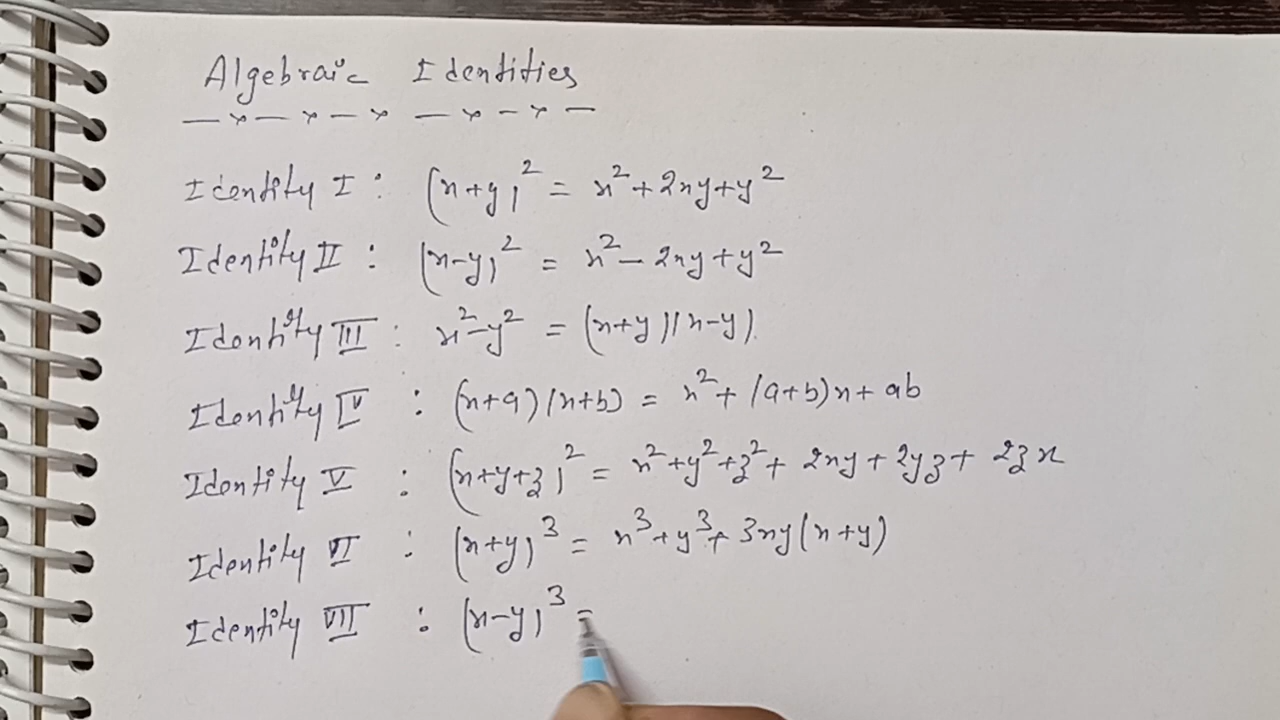 Algebraic Identities
Identity I : (x+y)² = x²+2xy+y²
Identity II : (x-y)² = x²-2xy+y²
Identity III : x²-y² = (x+y)(x-y).
Identity IV : (x+a)(x+b) = x²+(a+b)x+ab
Identity V : (x+y+z)² = x²+y²+z²+2xy+2yz+2zx
Identity VI : (x+y)³ = x³+y³+3xy(x+y)
Identity VII : (x-y)³ =